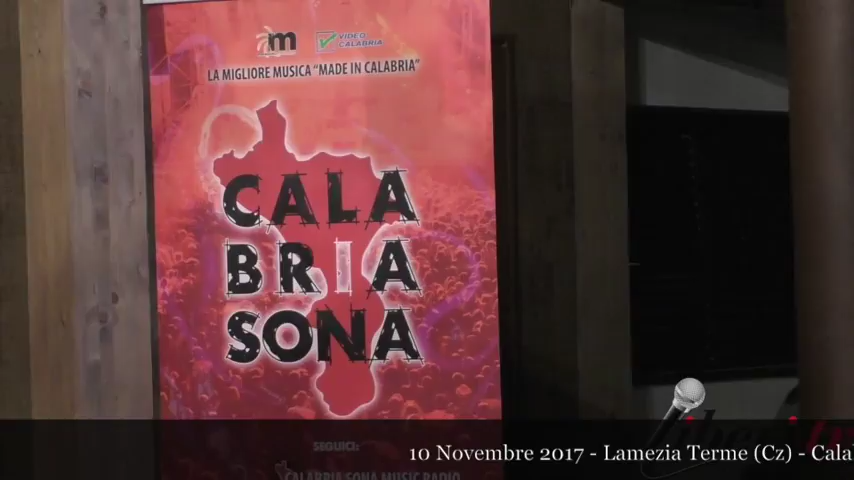 m
VIDEO
CALABRIA
LA MIGLIORE MUSICA "MADE IN CALABRIA"
CALA
BRIA
SONA
SEGUICI:
CALABRIA SONA MUSIC RADIO
10 Novembre 2017 - Lamezia Terme (Cz) - Calab